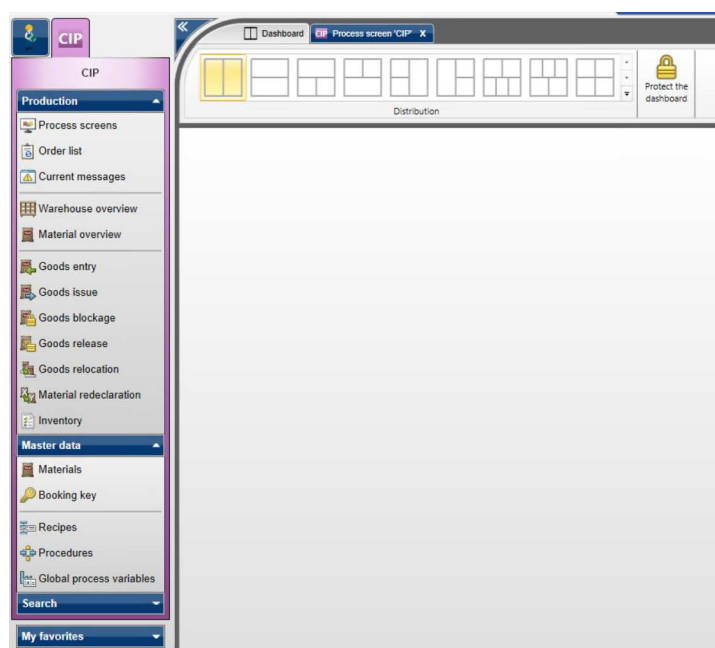 CIP
Dashboard
CIP Process screen 'CIP' X
CIP
Production
Process screens
Order list
Current messages
Warehouse overview
Material overview
Goods entry
Goods issue
Goods blockage
Goods release
Goods relocation
Material redeclaration
Inventory
Master data
Materials
Booking key
Recipes
Procedures
Global process variables
Search
My favorites
Distribution
Protect the
dashboard